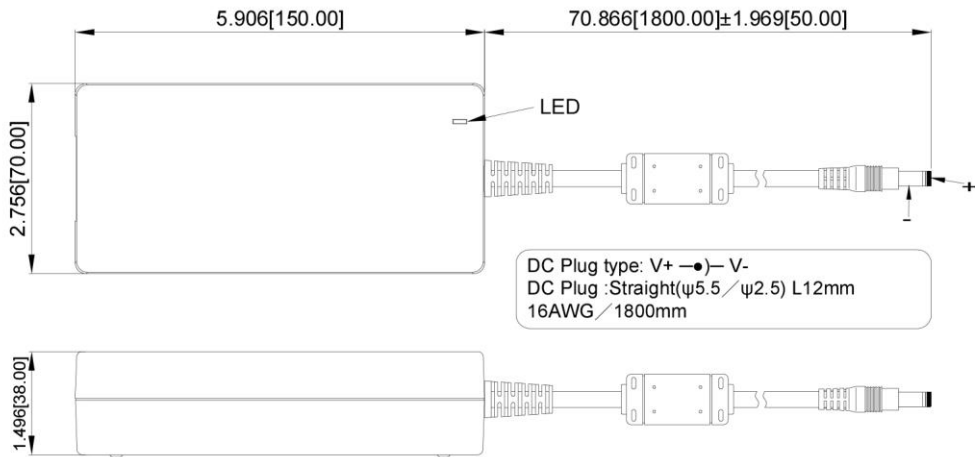 5.906[150.00]
70.866[1800.00]±1.969[50.00]
LED
2.756[70.00]
+
-
DC Plug type: V+ —●)— V-
DC Plug :Straight(ψ5.5／ψ2.5) L12mm
16AWG／1800mm
1.496[38.00]